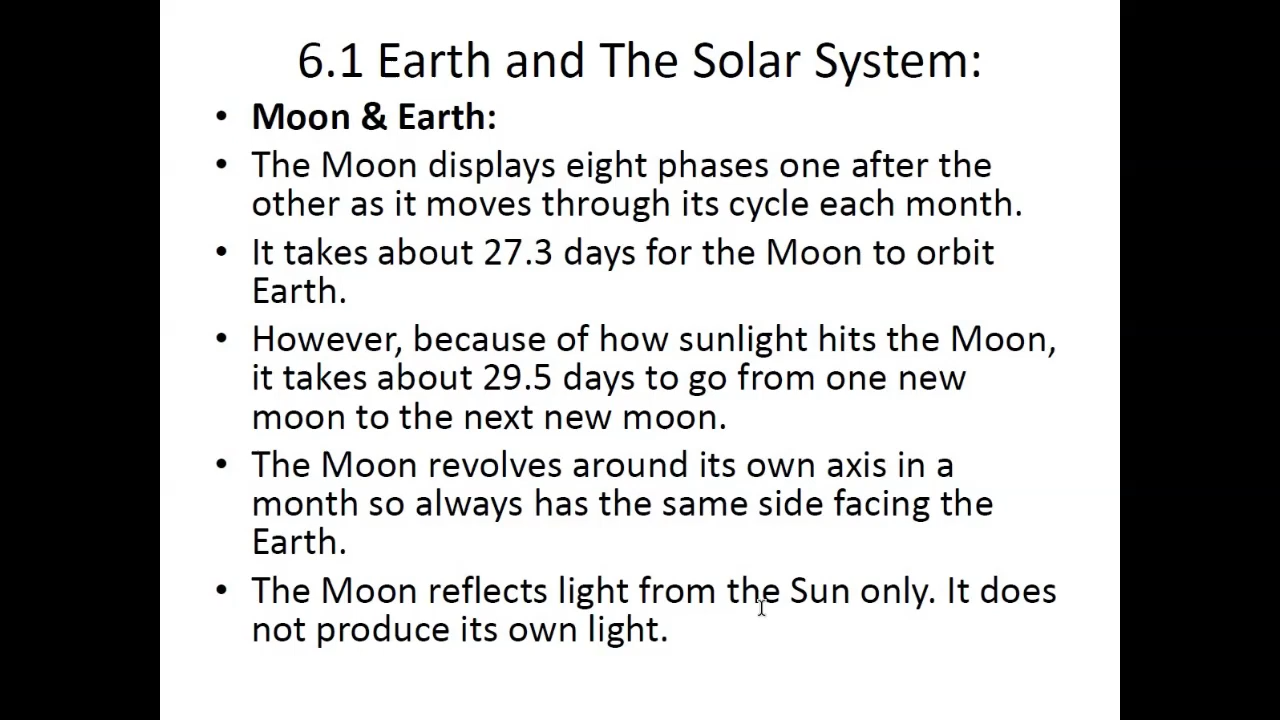 6.1 Earth and The Solar System:
• Moon & Earth:
• The Moon displays eight phases one after the
other as it moves through its cycle each month.
• It takes about 27.3 days for the Moon to orbit
Earth.
• However, because of how sunlight hits the Moon,
it takes about 29.5 days to go from one new
moon to the next new moon.
• The Moon revolves around its own axis in a
month so always has the same side facing the
Earth.
• The Moon reflects light from the Sun only. It does
not produce its own light.